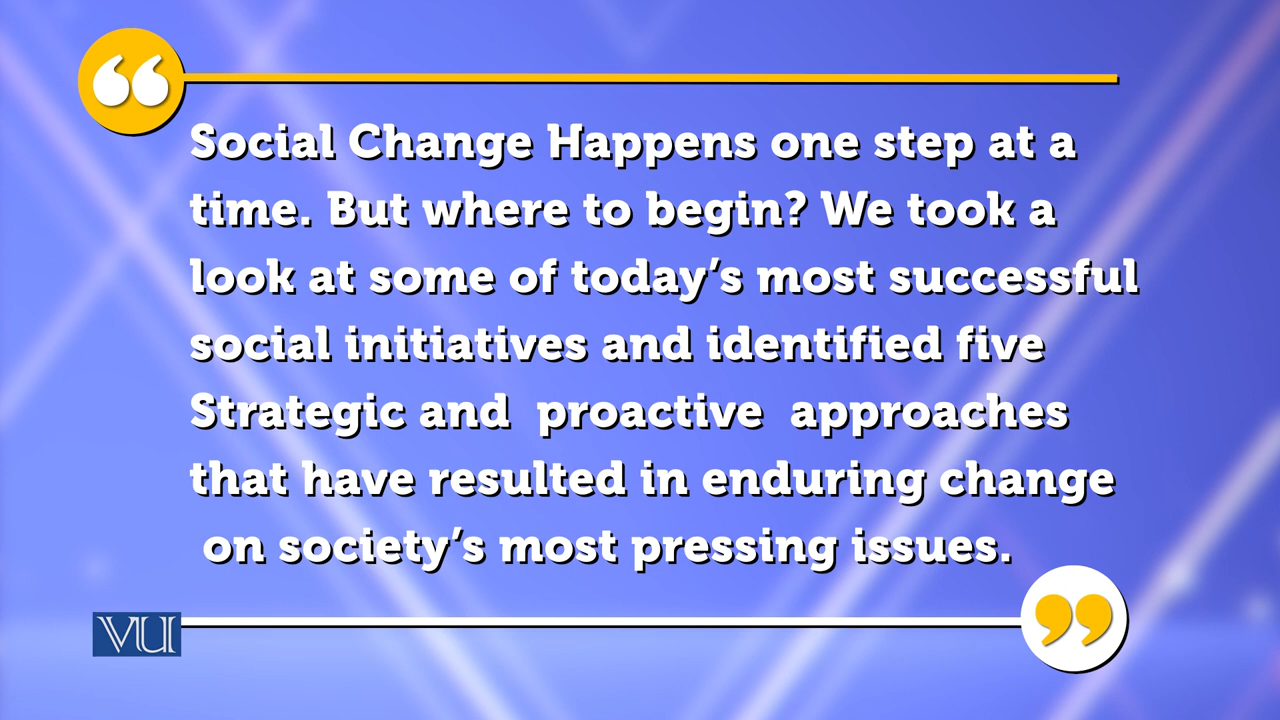 Social Change Happens one step at a
time. But where to begin? We took a
look at some of today’s most successful
social initiatives and identified five
Strategic and  proactive  approaches
that have resulted in enduring change
on society’s most pressing issues.
VU